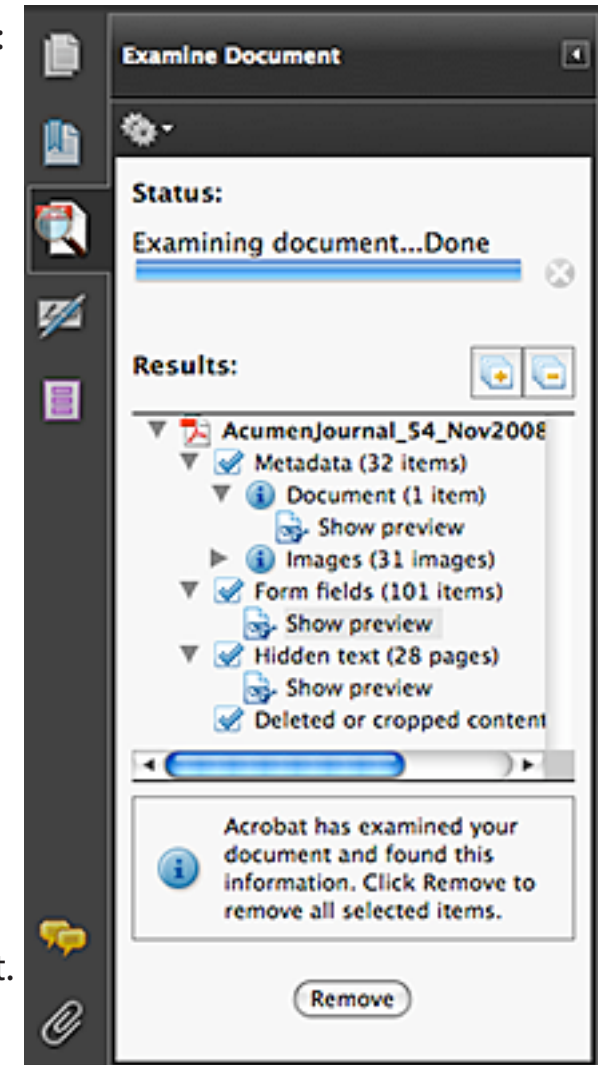 :
Examine Document
Status:
Examining document...Done
Results:
AcumenJournal_S4_Nov2008
Metadata (32 items)
Document (1 item)
Show preview
Images (31 images)
Form fields (101 items)
Show preview
Hidden text (28 pages)
Show preview
Deleted or cropped content
Acrobat has examined your
document and found this
information. Click Remove to
remove all selected items.
t.
Remove